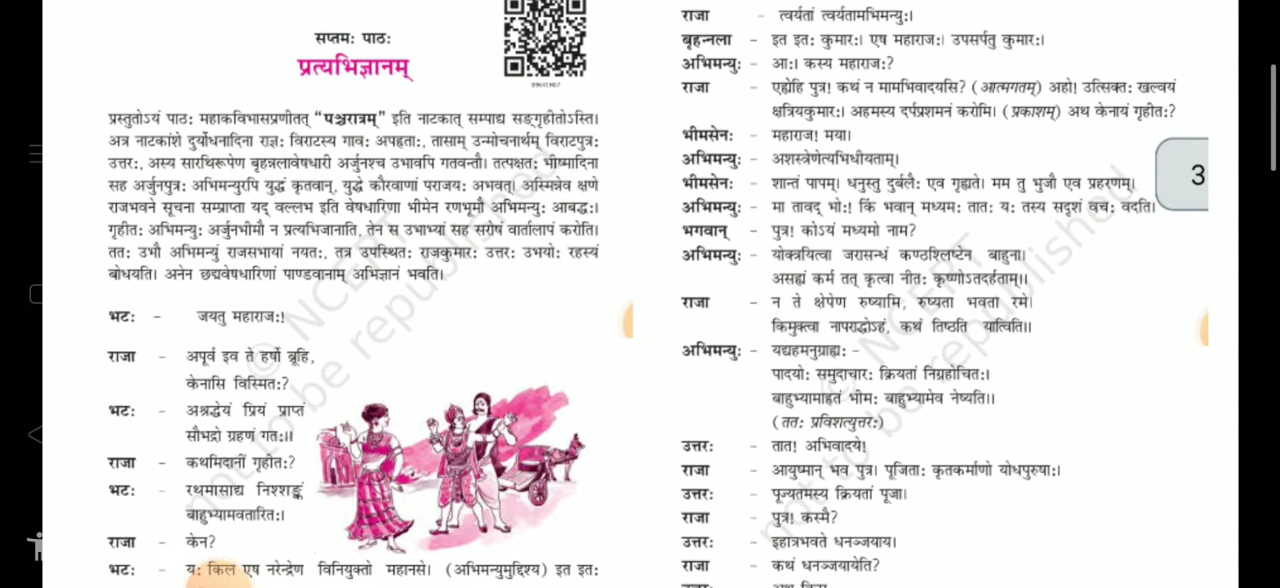 सप्तमः पाठः
प्रत्यभिज्ञानम्
0961CH07
प्रस्तुतोऽयं पाठः महाकविभासप्रणीतत् "पञ्चरात्रम्" इति नाटकात् सम्पाद्य सङ्गृहीतोऽस्ति।
अत्र नाटकांशे दुर्योधनादिना राज्ञः विराटस्य गावः अपहृताः, तासाम् उन्मोचनार्थम् विराटपुत्रः
उत्तरः, अस्य सारथिरूपेण बृहन्नलावेषधारी अर्जुनश्च उभावपि गतवन्तौ। तत्पक्षतः भीष्मादिना
सह अर्जुनपुत्रः अभिमन्युरपि युद्धं कृतवान्, युद्धे कौरवाणां पराजयः अभवत्। अस्मिन्नेव क्षणे
राजभवने सूचना सम्प्राप्ता यद् वल्लभ इति वेषधारिणा भीमेन रणभूमौ अभिमन्युः आबद्धः।
गृहीतः अभिमन्युः अर्जुनभीमौ न प्रत्यभिजानाति, तेन स उभाभ्यां सह सरोषं वार्तालापं करोति।
ततः उभौ अभिमन्युं राजसभायां नयतः, तत्र उपस्थितः राजकुमारः उत्तरः उभयोः रहस्यं
बोधयति। अनेन छद्मवेषधारिणां पाण्डवानाम् अभिज्ञानं भवति।
भटः - जयतु महाराजः!
राजा - अपूर्व इव ते हर्षो ब्रूहि,
केनासि विस्मितः?
भटः - अश्रद्धेयं प्रियं प्राप्तं
सौभद्रो ग्रहणं गतः॥
राजा - कथमिदानीं गृहीतः?
भटः - रथमासाद्य निश्शङ्कं
बाहुभ्यामवतारितः।
राजा - केन?
भटः - यः किल एष नरेन्द्रेण विनियुक्तो महानसे। (अभिमन्युमुद्दिश्य) इत इतः
© NCERT
not to be republished
राजा - त्वर्यतां त्वर्यतामभिमन्युः।
बृहन्नला - इत इतः कुमारः। एष महाराजः। उपसर्पतु कुमारः।
अभिमन्युः - आः। कस्य महाराजः?
राजा - एह्येहि पुत्र! कथं न मामभिवादयसि? (आत्मगतम्) अहो! उत्सिक्तः खल्वयं
क्षत्रियकुमारः। अहमस्य दर्पप्रशमनं करोमि। (प्रकाशम्) अथ केनायं गृहीतः?
भीमसेनः - महाराज! मया।
अभिमन्युः - अशस्त्रेणेत्यभिधीयताम्।
भीमसेनः - शान्तं पापम्। धनुस्तु दुर्बलैः एव गृह्यते। मम तु भुजौ एव प्रहरणम्।
अभिमन्युः - मा तावद् भोः! किं भवान् मध्यमः तातः यः तस्य सदृशं वचः वदति।
भगवान् - पुत्र! कोऽयं मध्यमो नाम?
अभिमन्युः - योक्त्रयित्वा जरासन्धं कण्ठश्लिष्टेन बाहुना।
असह्यं कर्म तत् कृत्वा नीतः कृष्णोऽतदर्हताम्॥
राजा - न ते क्षेपेण रुष्यामि, रुष्यता भवता रमे।
किमुक्त्वा नापराद्धोऽहं, कथं तिष्ठति यात्विति॥
अभिमन्युः - यद्यहमनुग्राह्यः -
पादयोः समुदाचारः क्रियतां निग्रहोचितः।
बाहुभ्यामाहृतं भीमः बाहुभ्यामेव नेष्यति॥
(ततः प्रविशत्युत्तरः)
उत्तरः - तात! अभिवादये!
राजा - आयुष्मान् भव पुत्र। पूजिताः कृतकर्माणो योधपुरुषाः।
उत्तरः - पूज्यतमस्य क्रियतां पूजा।
राजा - पुत्र! कस्मै?
उत्तरः - इहात्रभवते धनञ्जयाय।
राजा - कथं धनञ्जयायेति?
© NCERT
not to be republished
3